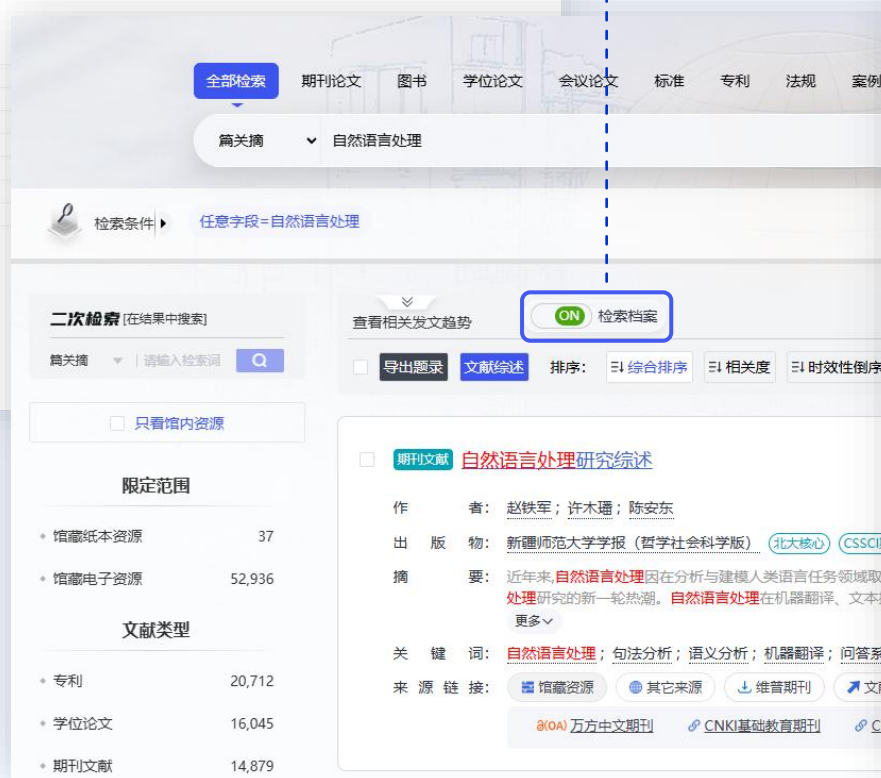 全部检索 期刊论文 图书 学位论文 会议论文 标准 专利 法规 案例
篇关摘 自然语言处理
检索条件 任意字段=自然语言处理
二次检索 [在结果中搜索]
篇关摘 请输入检索词
只看馆内资源
限定范围
馆藏纸本资源 37
馆藏电子资源 52,936
文献类型
专利 20,712
学位论文 16,045
期刊文献 14,879
查看相关发文趋势 ON 检索档案
导出题录 文献综述 排序: 综合排序 相关度 时效性倒序
期刊文献 自然语言处理研究综述
作者: 赵铁军; 许木璠; 陈安东
出版物: 新疆师范大学学报(哲学社会科学版) 北大核心 CSSCI
摘要: 近年来,自然语言处理因在分析与建模人类语言任务领域取
处理研究的新一轮热潮。自然语言处理在机器翻译、文本
更多
关键词: 自然语言处理; 句法分析; 语义分析; 机器翻译; 问答系
来源链接: 馆藏资源 其它来源 维普期刊 文
(OA) 万方中文期刊 CNKI基础教育期刊 C